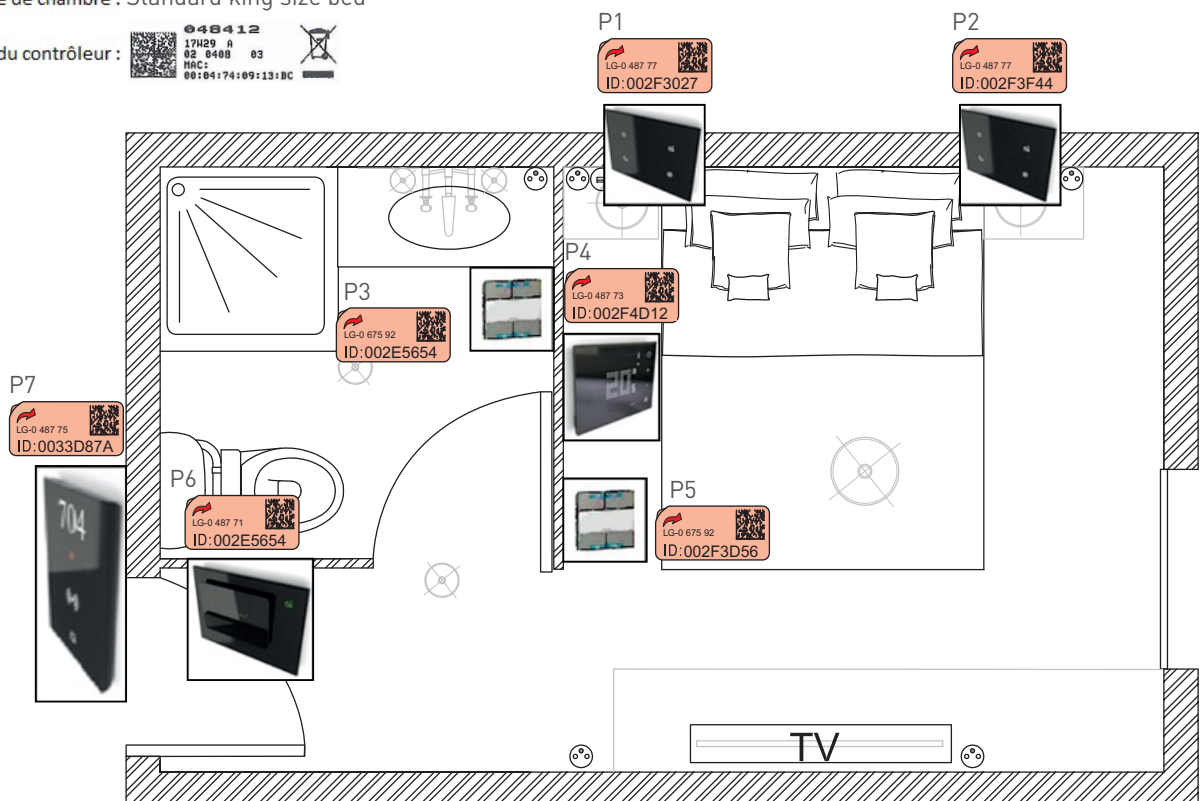 e de chambre : Standard King size bed
du contrôleur :
048412
17W29 A
02 0408 03
MAC:
00:04:74:09:13:BC
P1
LG-0 487 77
ID:002F3027
P2
LG-0 487 77
ID:002F3F44
P3
LG-0 675 92
ID:002E5654
P4
LG-0 487 73
ID:002F4D12
20.5
P7
LG-0 487 75
ID:0033D87A
704
P6
LG-0 487 71
ID:002E5654
P5
LG-0 675 92
ID:002F3D56
TV